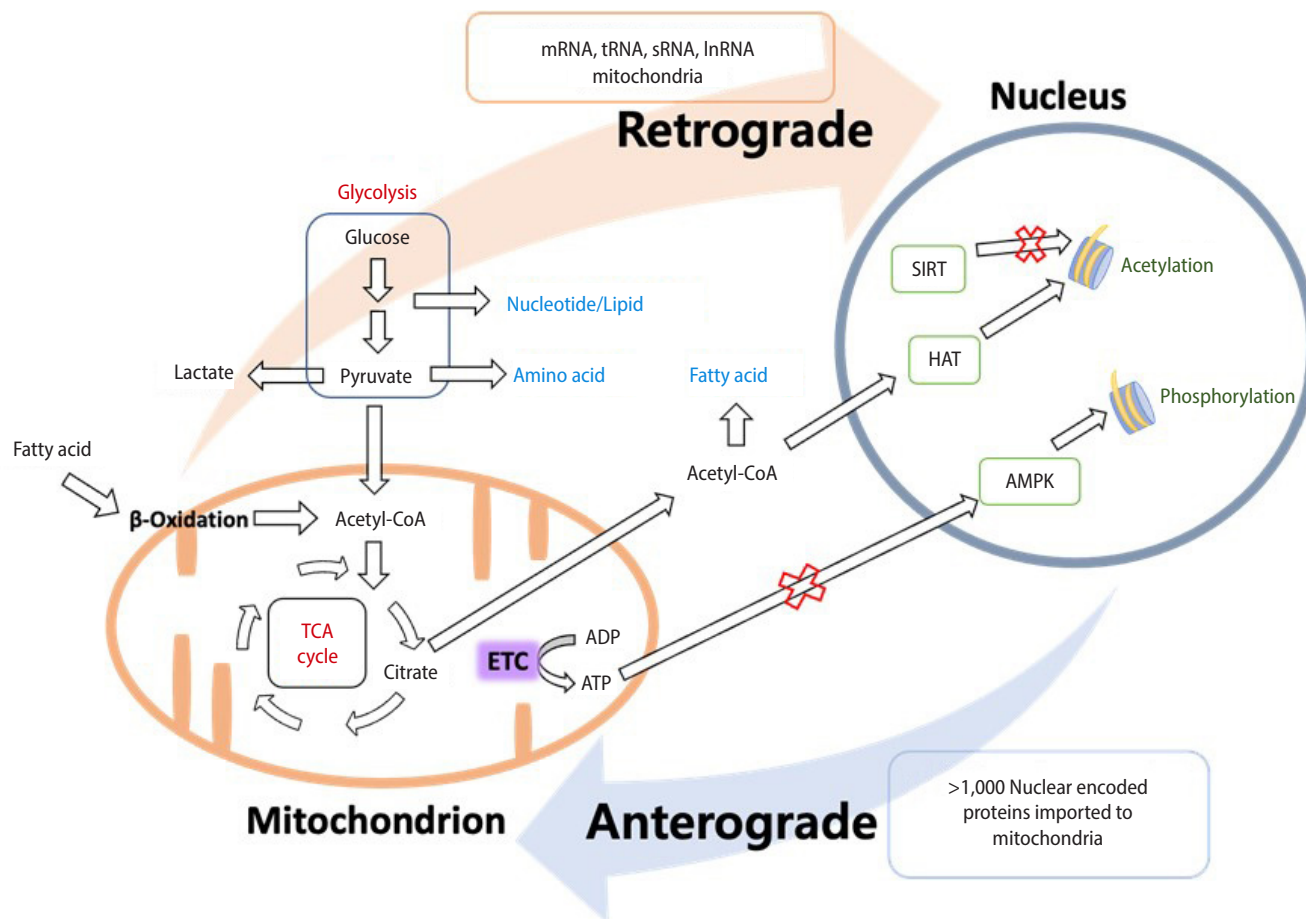 mRNA, tRNA, sRNA, lnRNA
mitochondria
Retrograde
Nucleus
Glycolysis
Glucose
Nucleotide/Lipid
Lactate
Pyruvate
Amino acid
Fatty acid
SIRT
Acetylation
HAT
Phosphorylation
AMPK
Acetyl-CoA
Fatty acid
β-Oxidation
Acetyl-CoA
TCA
cycle
Citrate
ETC
ADP
ATP
Mitochondrion
Anterograde
>1,000 Nuclear encoded
proteins imported to
mitochondria